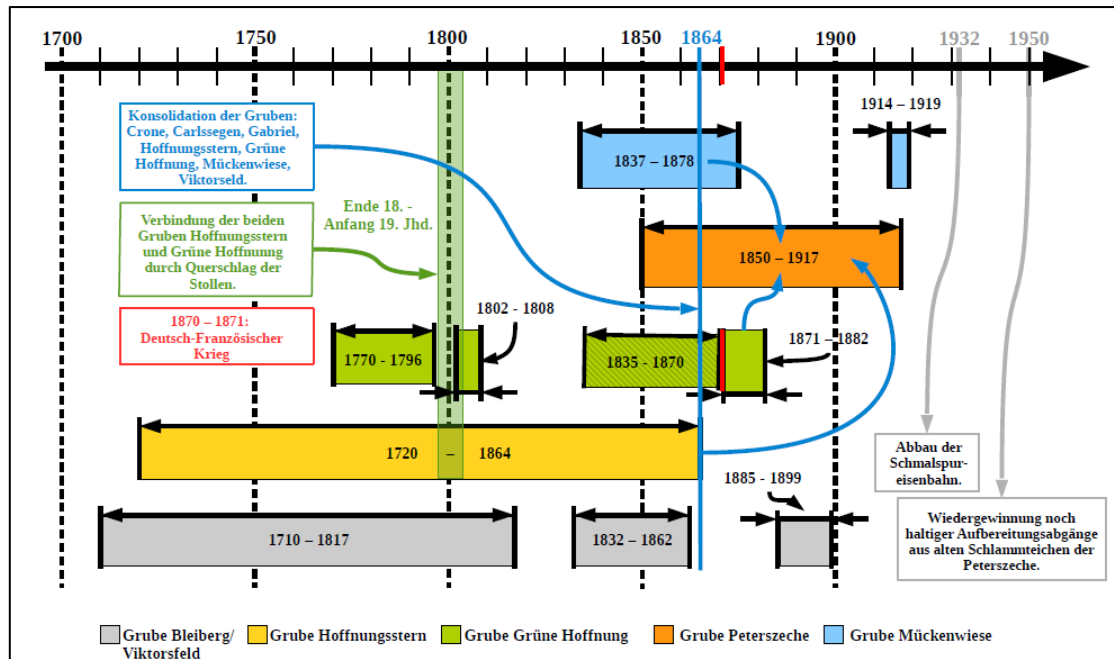 1700
1750
1800
1850
1864
1900
1932
1950
Konsolidation der Gruben:
Crone, Carlssegen, Gabriel,
Hoffnungsstern, Grüne
Hoffnung, Mückenwiese,
Viktorseld.
Verbindung der beiden
Gruben Hoffnungsstern
und Grüne Hoffnunng
durch Querschlag der
Stollen.
1870 – 1871:
Deutsch-Französischer
Krieg
Ende 18. -
Anfang 19. Jhd.
1914 – 1919
1837 – 1878
1850 – 1917
1802 - 1808
1770 - 1796
1835 - 1870
1871 – 1882
1720 – 1864
1885 - 1899
1710 – 1817
1832 – 1862
Abbau der
Schmalspur-
eisenbahn.
Wiedergewinnung noch
haltiger Aufbereitungsabgänge
aus alten Schlammteichen der
Peterszeche.
Grube Bleiberg/
Viktorsfeld
Grube Hoffnungsstern
Grube Grüne Hoffnung
Grube Peterszeche
Grube Mückenwiese